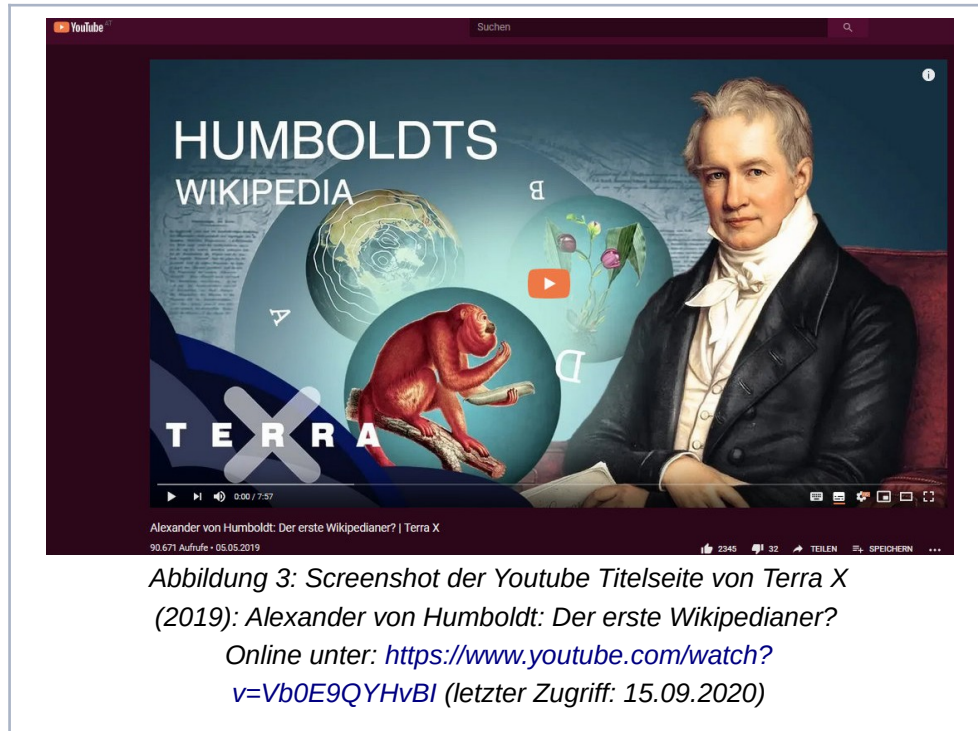 YouTube AT
Suchen
HUMBOLDTS
WIKIPEDIA
B
A
D
TERRA X
0:00 / 7:57
Alexander von Humboldt: Der erste Wikipedianer? | Terra X
90.671 Aufrufe • 05.05.2019
2345 32 TEILEN SPEICHERN
Abbildung 3: Screenshot der Youtube Titelseite von Terra X
(2019): Alexander von Humboldt: Der erste Wikipedianer?
Online unter: https://www.youtube.com/watch?
v=Vb0E9QYHvBI (letzter Zugriff: 15.09.2020)